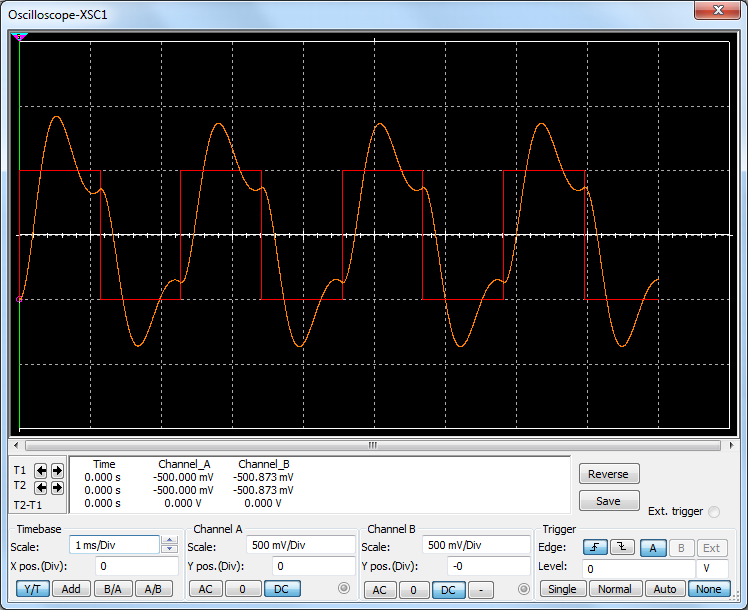 Oscilloscope-XSC1
Time Channel_A Channel_B
T1 0.000 s -500.000 mV -500.873 mV
T2 0.000 s -500.000 mV -500.873 mV
T2-T1 0.000 s 0.000 V 0.000 V
Reverse
Save
Ext. trigger
Timebase
Scale: 1 ms/Div
X pos.(Div): 0
Y/T Add B/A A/B
Channel A
Scale: 500 mV/Div
Y pos.(Div): 0
AC 0 DC
Channel B
Scale: 500 mV/Div
Y pos.(Div): -0
AC 0 DC -
Trigger
Edge: A B Ext
Level: 0 V
Single Normal Auto None